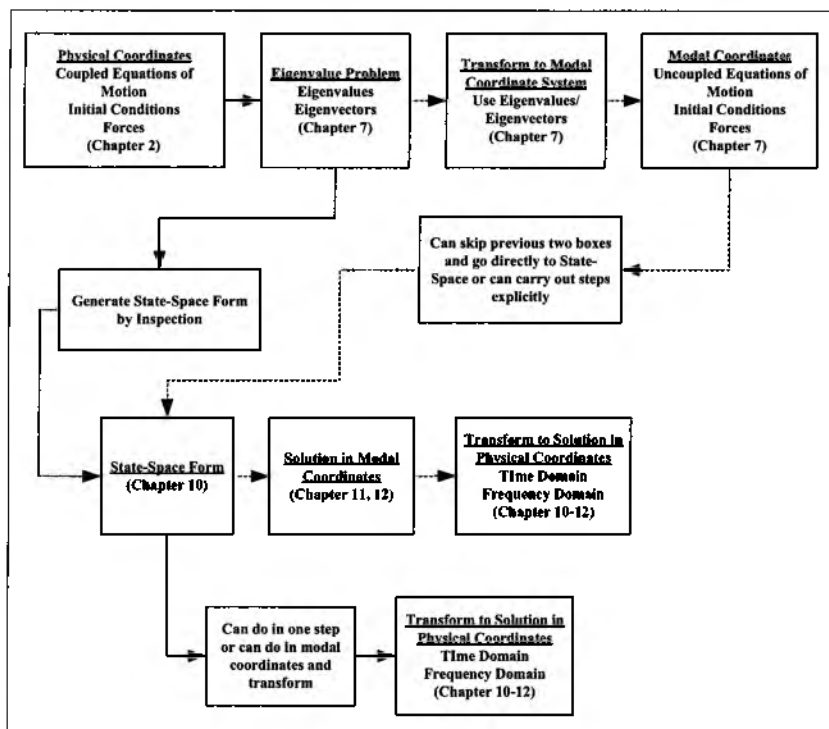 Physical Coordinates
Coupled Equations of
Motion
Initial Conditions
Forces
(Chapter 2)
Eigenvalue Problem
Eigenvalues
Eigenvectors
(Chapter 7)
Transform to Modal
Coordinate System
Use Eigenvalues/
Eigenvectors
(Chapter 7)
Modal Coordinates
Uncoupled Equations of
Motion
Initial Conditions
Forces
(Chapter 7)
Can skip previous two boxes
and go directly to State-
Space or can carry out steps
explicitly
Generate State-Space Form
by Inspection
State-Space Form
(Chapter 10)
Solution in Modal
Coordinates
(Chapter 11, 12)
Transform to Solution in
Physical Coordinates
TIme Domain
Frequency Domain
(Chapter 10-12)
Can do in one step
or can do in modal
coordinates and
transform
Transform to Solution in
Physical Coordinates
TIme Domain
Frequency Domain
(Chapter 10-12)